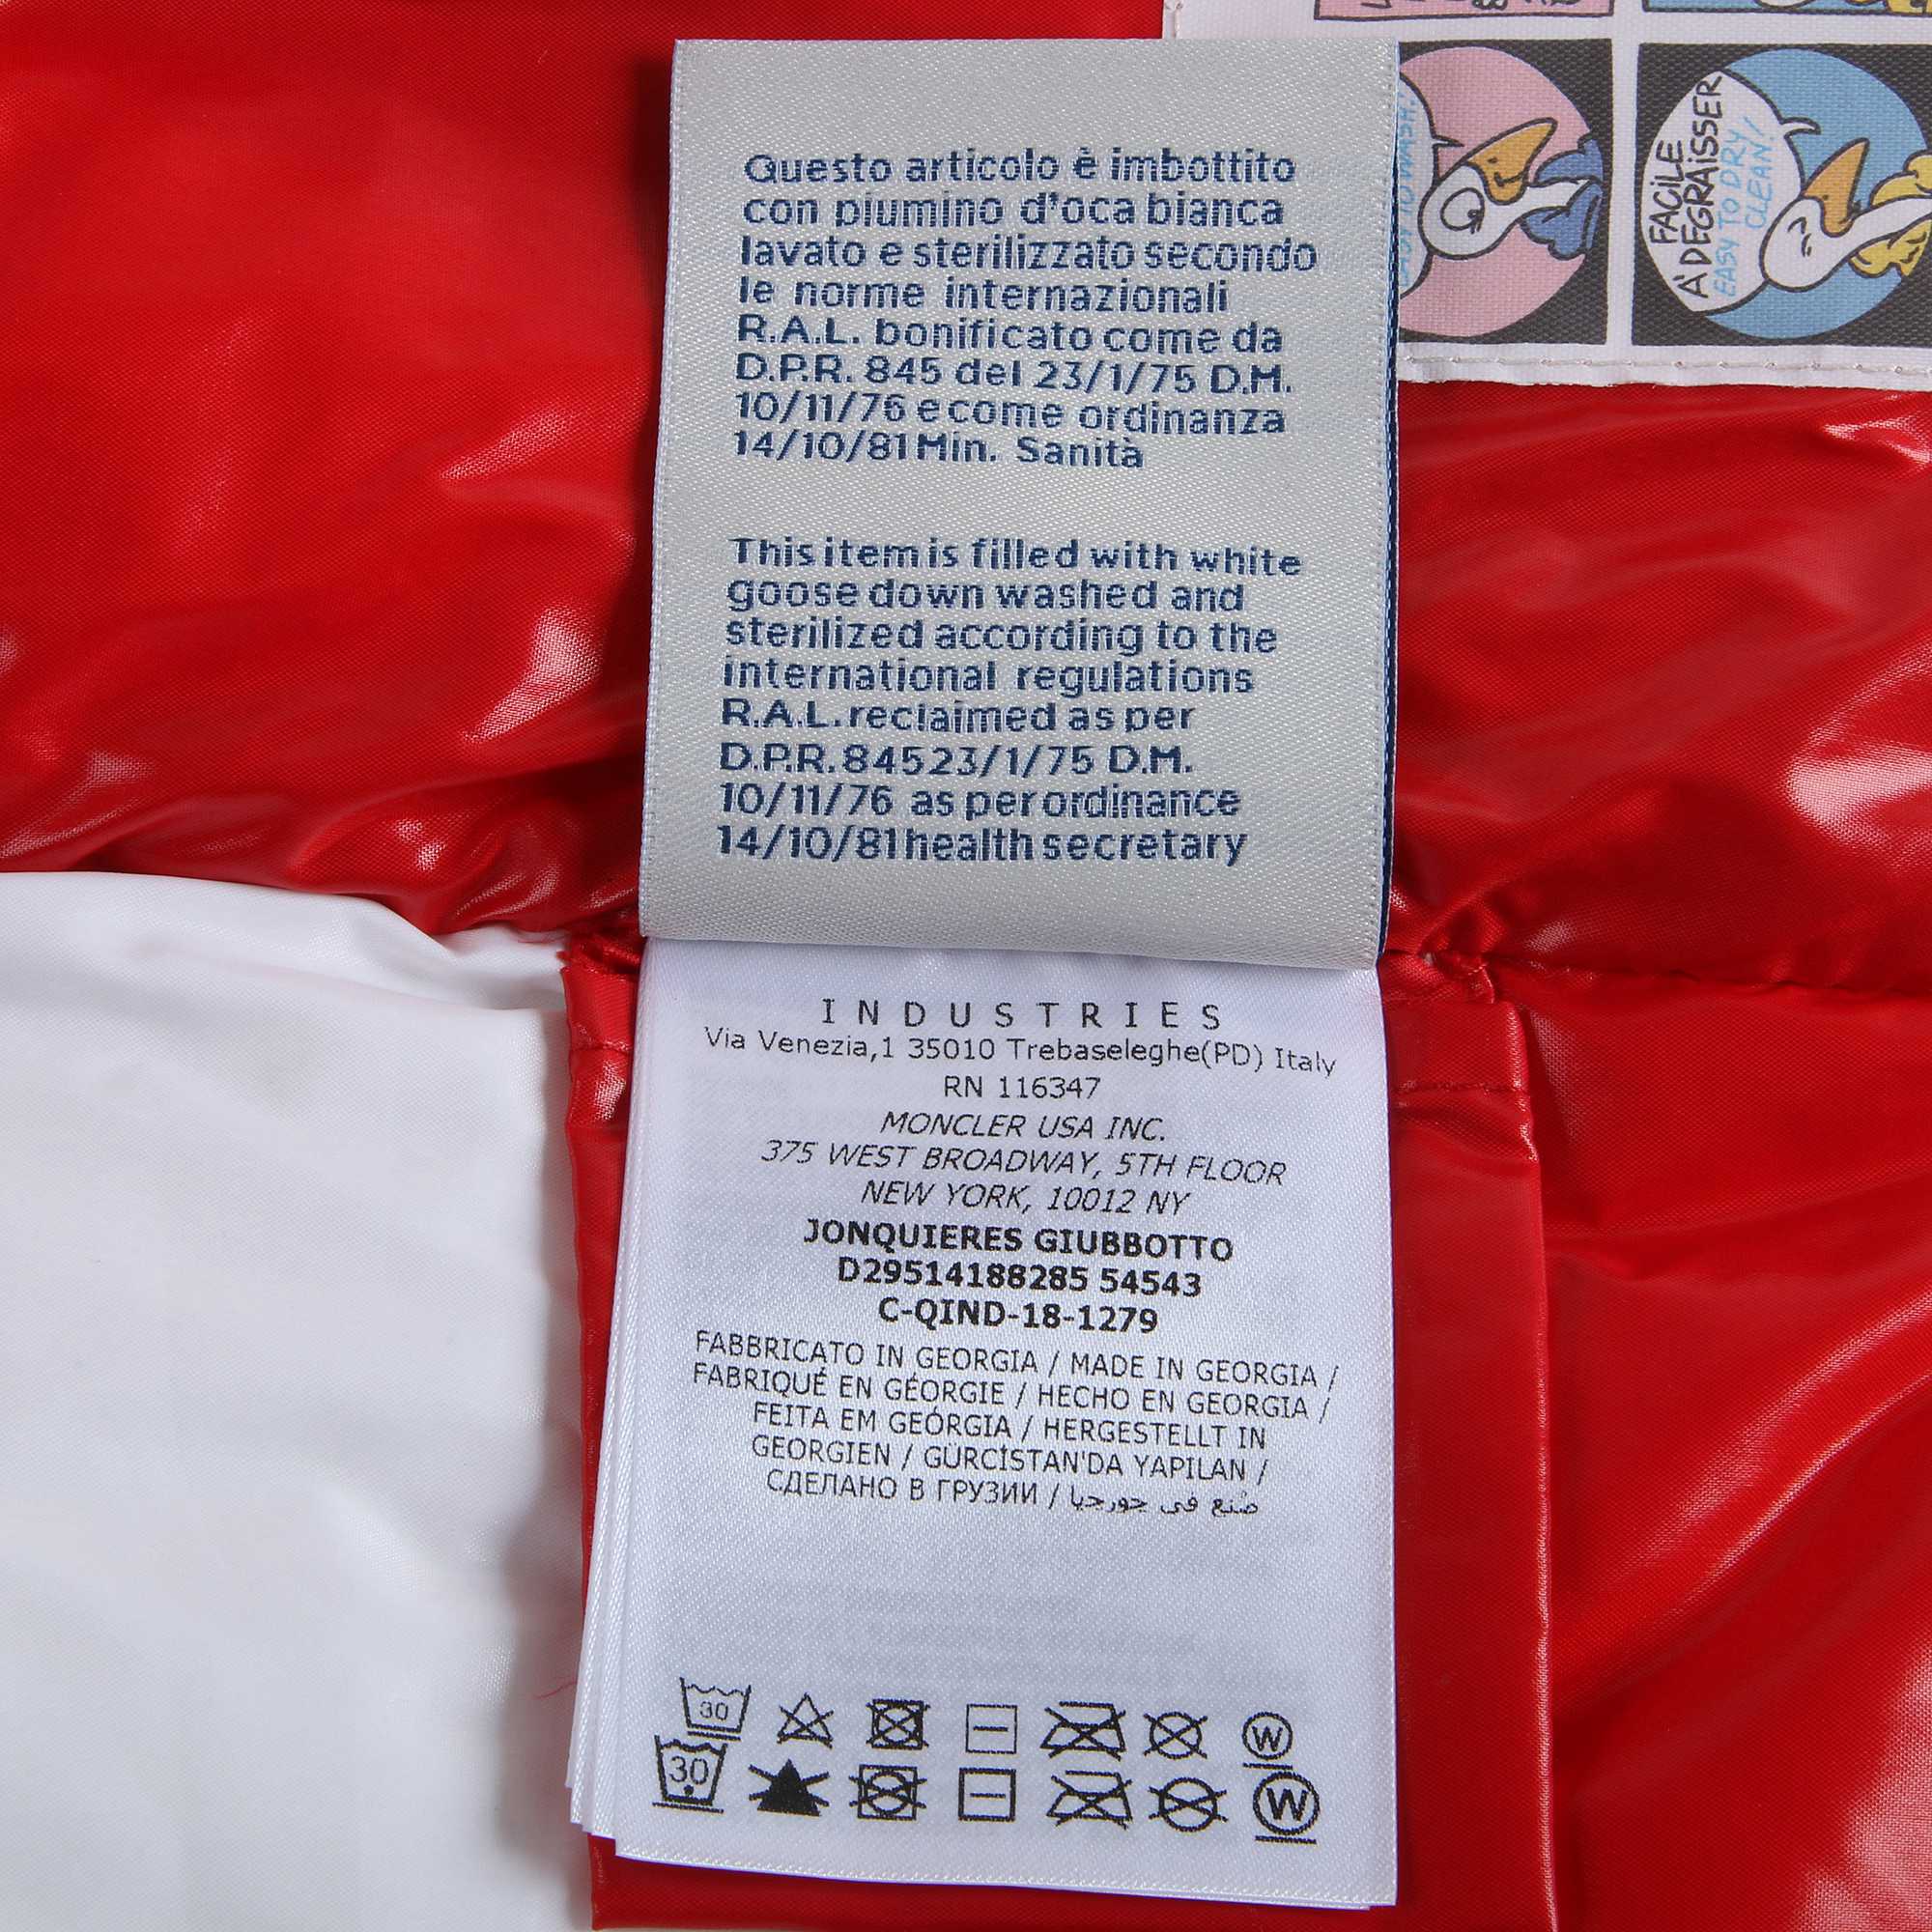 FACILE
A DEGRAISSER
EASY TO DRY
CLEAN!
Questo articolo è imbottito
con piumino d'oca bianca
lavato e sterilizzato secondo
le norme internazionali
R.A.L. bonificato come da
D.P.R. 845 del 23/1/75 D.M.
10/11/76 e come ordinanza
14/10/81 Min. Sanità
This item is filled with white
goose down washed and
sterilized according to the
international regulations
R.A.L. reclaimed as per
D.P.R. 845 23/1/75 D.M.
10/11/76 as per ordinance
14/10/81 health secretary
INDUSTRIES
Via Venezia,1 35010 Trebaseleghe(PD) Italy
RN 116347
MONCLER USA INC.
375 WEST BROADWAY, 5TH FLOOR
NEW YORK, 10012 NY
JONQUIERES GIUBBOTTO
D29514188285 54543
C-QIND-18-1279
FABBRICATO IN GEORGIA / MADE IN GEORGIA /
FABRIQUÉ EN GÉORGIE / HECHO EN GEORGIA /
FEITA EM GEÓRGIA / HERGESTELLT IN
GEORGIEN / GÜRCİSTAN'DA YAPILAN /
СДЕЛАНО В ГРУЗИИ / صُنع في جورجيا
30 W
30 W